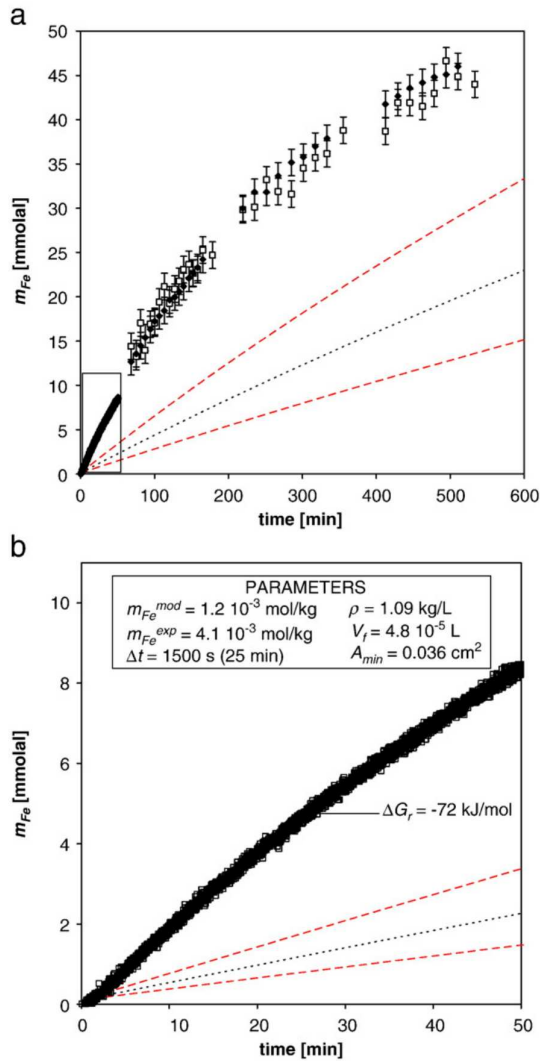 a
50
45
40
35
30
25
20
15
10
5
0
m_Fe [mmolal]
0 100 200 300 400 500 600
time [min]
b
PARAMETERS
m_Fe^mod = 1.2 10^-3 mol/kg ρ = 1.09 kg/L
m_Fe^exp = 4.1 10^-3 mol/kg V_f = 4.8 10^-5 L
Δt = 1500 s (25 min) A_min = 0.036 cm^2
10
8
6
4
2
0
m_Fe [mmolal]
ΔG_r = -72 kJ/mol
0 10 20 30 40 50
time [min]